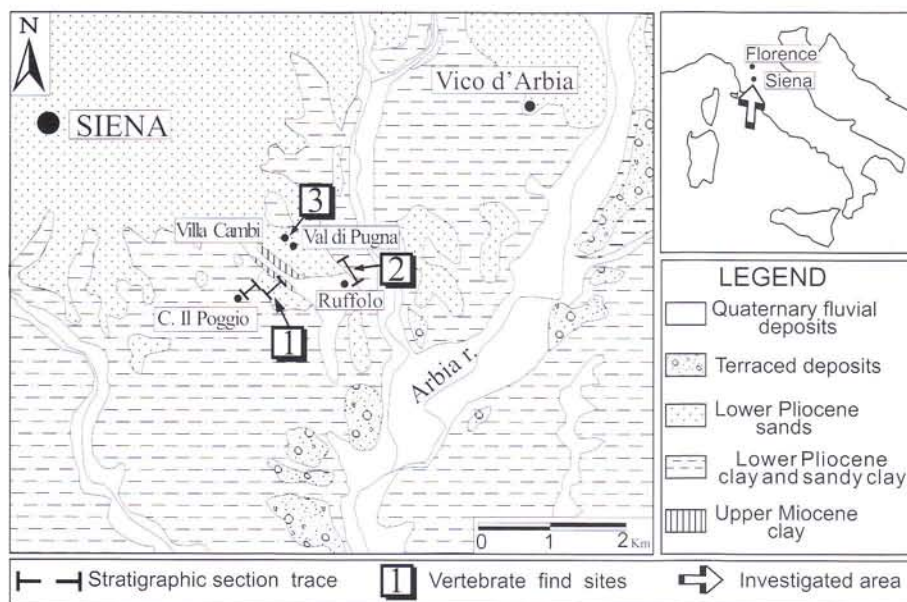 N
SIENA
Vico d'Arbia
3
Villa Cambi
Val di Pugna
2
Ruffolo
C. Il Poggio
1
Arbia r.
0 1 2 Km
Florence
Siena
LEGEND
Quaternary fluvial
deposits
Terraced deposits
Lower Pliocene
sands
Lower Pliocene
clay and sandy clay
Upper Miocene
clay
Stratigraphic section trace
1 Vertebrate find sites
Investigated area